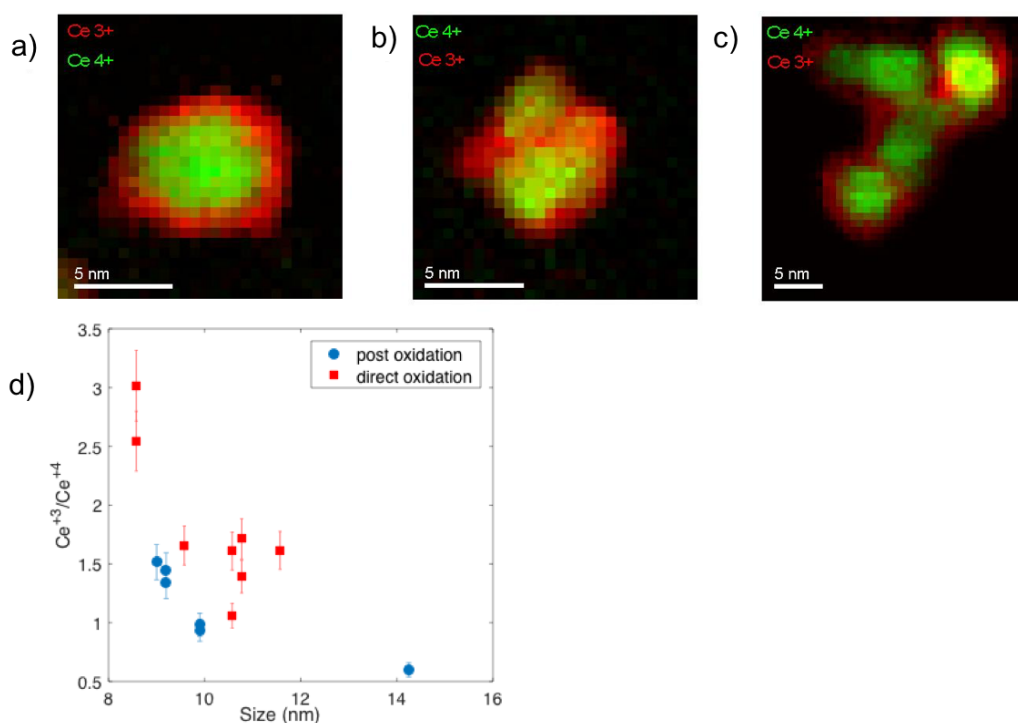 a)
Ce 3+
Ce 4+
5 nm
b)
Ce 4+
Ce 3+
5 nm
c)
Ce 4+
Ce 3+
5 nm
d)
post oxidation
direct oxidation
Ce+3/Ce+4
3.5
3
2.5
2
1.5
1
0.5
8
10
12
14
16
Size (nm)